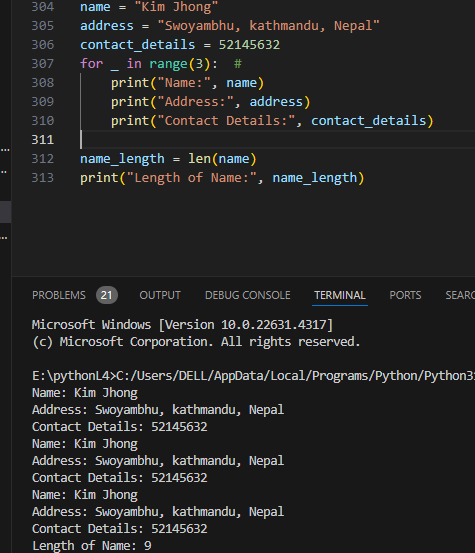 304 name = "Kim Jhong"
305 address = "Swoyambhu, kathmandu, Nepal"
306 contact_details = 52145632
307 for _ in range(3):  #
308     print("Name:", name)
309     print("Address:", address)
310     print("Contact Details:", contact_details)
311
312 name_length = len(name)
313 print("Length of Name:", name_length)
PROBLEMS 21 OUTPUT DEBUG CONSOLE TERMINAL PORTS SEARC
Microsoft Windows [Version 10.0.22631.4317]
(c) Microsoft Corporation. All rights reserved.
E:\pythonL4>C:/Users/DELL/AppData/Local/Programs/Python/Python3
Name: Kim Jhong
Address: Swoyambhu, kathmandu, Nepal
Contact Details: 52145632
Name: Kim Jhong
Address: Swoyambhu, kathmandu, Nepal
Contact Details: 52145632
Name: Kim Jhong
Address: Swoyambhu, kathmandu, Nepal
Contact Details: 52145632
Length of Name: 9